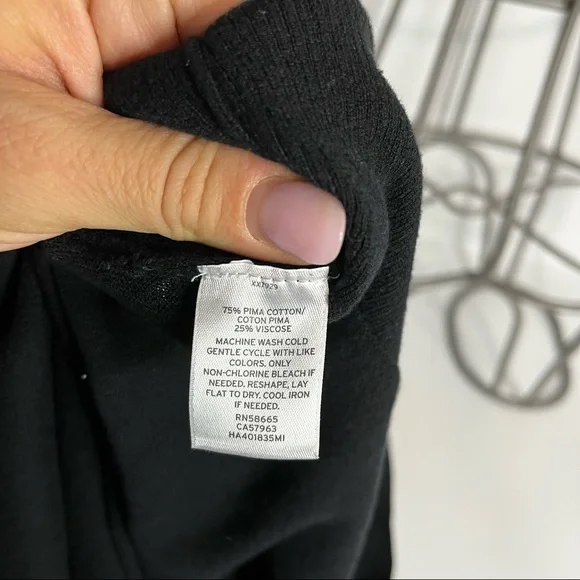 XX7929
75% PIMA COTTON/
COTON PIMA
25% VISCOSE
MACHINE WASH COLD
GENTLE CYCLE WITH LIKE
COLORS. ONLY
NON-CHLORINE BLEACH IF
NEEDED. RESHAPE, LAY
FLAT TO DRY. COOL IRON
IF NEEDED.
RN58665
CA57963
HA401835MI